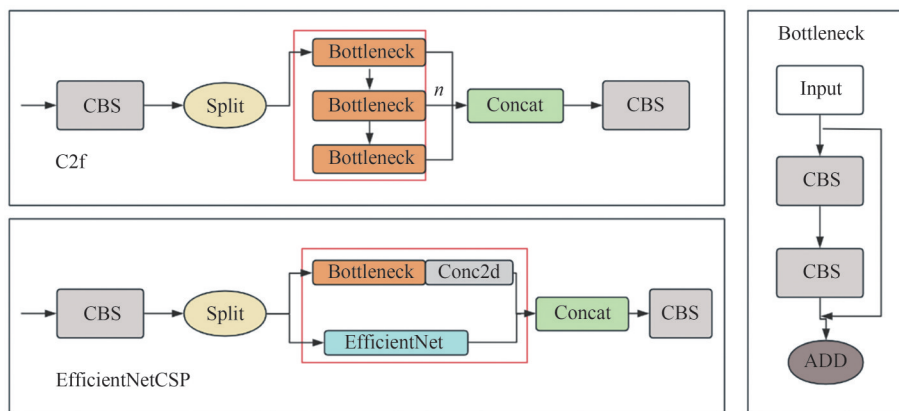 Bottleneck
CBS
Split
Bottleneck
n
Concat
CBS
Bottleneck
C2f
Bottleneck
Input
CBS
CBS
ADD
Bottleneck
Conc2d
CBS
Split
Concat
CBS
EfficientNet
EfficientNetCSP